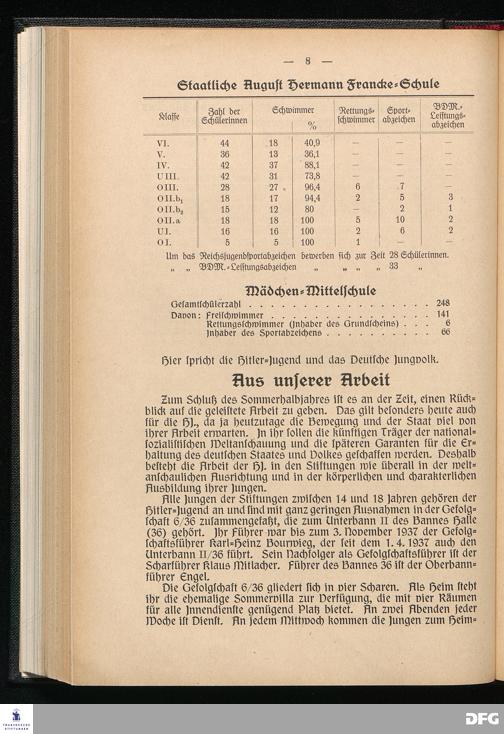 — 8 —
Staatliche August Hermann Francke-Schule
Klasse | Zahl der Schülerinnen | Schwimmer | % | Rettungs-schwimmer | Sport-abzeichen | BDM.-Leistungs-abzeichen
VI. 44 18 40,9 — — —
V. 36 13 36,1 — — —
IV. 42 37 88,1 — — —
U III. 42 31 73,8 — — —
O III. 28 27 96,4 6 7 —
O II.b₁ 18 17 94,4 2 5 3
O II.b₂ 15 12 80 — 2 1
O II.a 18 18 100 5 10 2
U I. 16 16 100 2 6 2
O I. 5 5 100 1 — —
Um das Reichsjugendsportabzeichen bewerben sich zur Zeit 28 Schülerinnen.
„ „ BDM.-Leistungsabzeichen „ „ „ „ 33 „
Mädchen-Mittelschule
Gesamtschülerzahl . . . . . . . . . . . . . . . . . 248
Davon: Freischwimmer . . . . . . . . . . . . . . . 141
Rettungsschwimmer (Inhaber des Grundscheins) . . . 6
Inhaber des Sportabzeichens . . . . . . . . . . 66
Hier spricht die Hitler-Jugend und das Deutsche Jungvolk.
Aus unserer Arbeit
Zum Schluß des Sommerhalbjahres ist es an der Zeit, einen Rück-
blick auf die geleistete Arbeit zu geben. Das gilt besonders heute auch
für die HJ., da ja heutzutage die Bewegung und der Staat viel von
ihrer Arbeit erwarten. In ihr sollen die künftigen Träger der national-
sozialistischen Weltanschauung und die späteren Garanten für die Er-
haltung des deutschen Staates und Volkes geschaffen werden. Deshalb
besteht die Arbeit der HJ. in den Stiftungen wie überall in der welt-
anschaulichen Ausrichtung und in der körperlichen und charakterlichen
Ausbildung ihrer Jungen.
Alle Jungen der Stiftungen zwischen 14 und 18 Jahren gehören der
Hitler-Jugend an und sind mit ganz geringen Ausnahmen in der Gefolg-
schaft 6/36 zusammengefaßt, die zum Unterbann II des Bannes Halle
(36) gehört. Ihr Führer war bis zum 3. November 1937 der Gefolg-
schaftsführer Karl-Heinz Bourwieg, der seit dem 1. 4. 1937 auch den
Unterbann II/36 führt. Sein Nachfolger als Gefolgschaftsführer ist der
Scharführer Klaus Mitlacher. Führer des Bannes 36 ist der Oberbann-
führer Engel.
Die Gefolgschaft 6/36 gliedert sich in vier Scharen. Als Heim steht
ihr die ehemalige Sommervilla zur Verfügung, die mit vier Räumen
für alle Innendienste genügend Platz bietet. An zwei Abenden jeder
Woche ist Dienst. An jedem Mittwoch kommen die Jungen zum Heim-
FRANCKESCHE
STIFTUNGEN
DFG